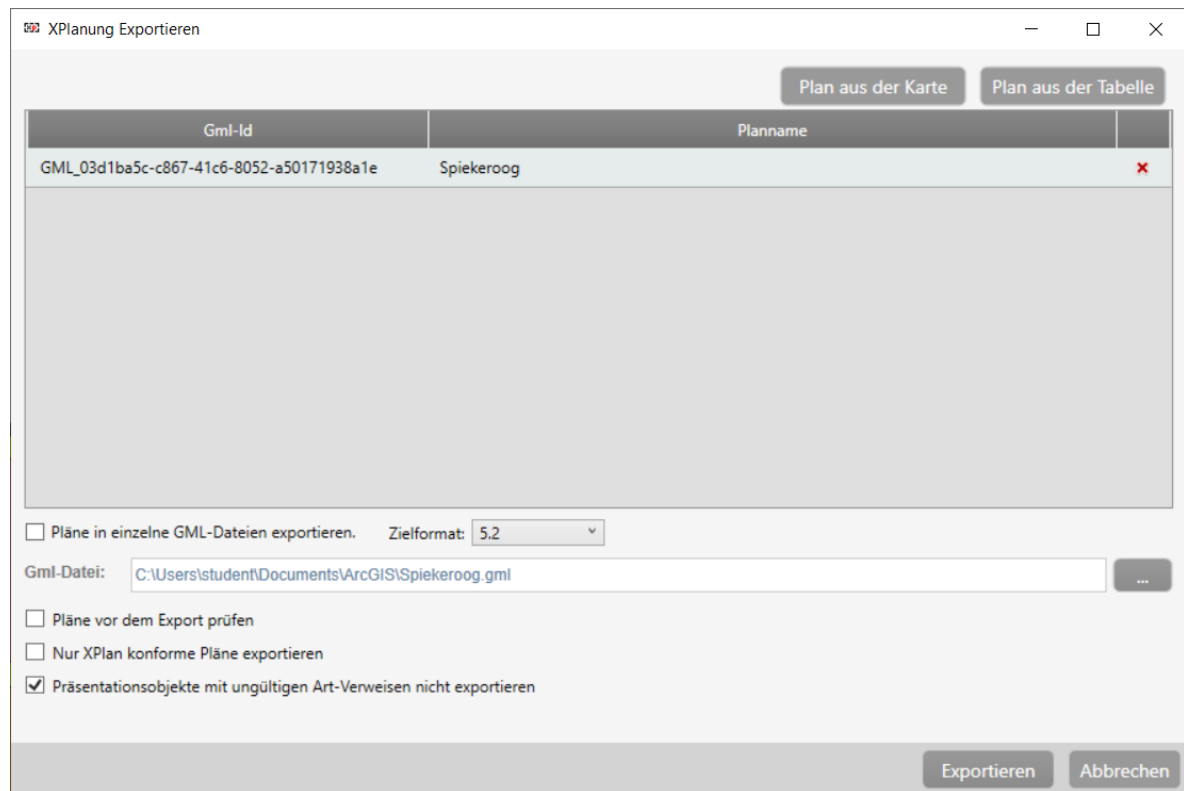 XPlanung Exportieren
Plan aus der Karte Plan aus der Tabelle
Gml-Id Planname
GML_03d1ba5c-c867-41c6-8052-a50171938a1e Spiekeroog
Pläne in einzelne GML-Dateien exportieren. Zielformat: 5.2
Gml-Datei: C:\Users\student\Documents\ArcGIS\Spiekeroog.gml ...
Pläne vor dem Export prüfen
Nur XPlan konforme Pläne exportieren
Präsentationsobjekte mit ungültigen Art-Verweisen nicht exportieren
Exportieren Abbrechen